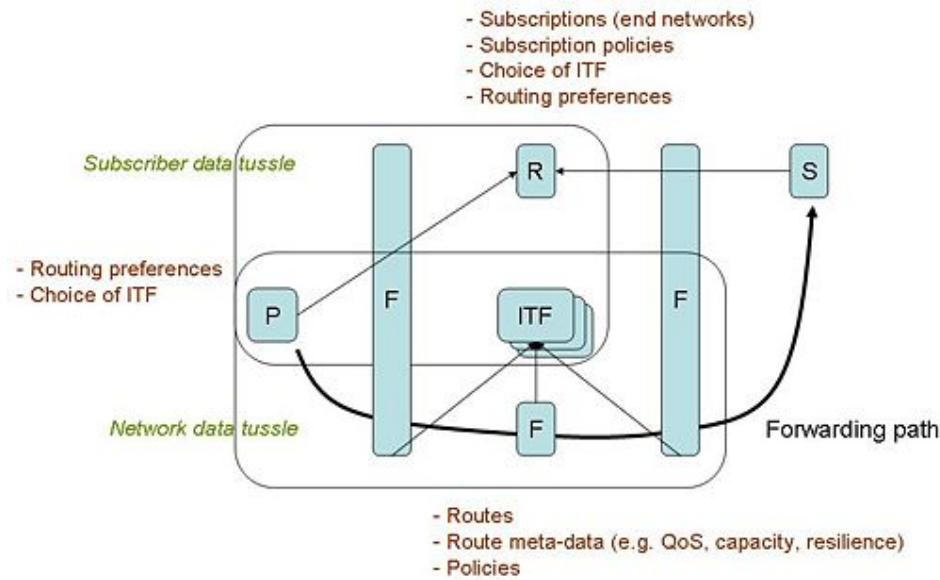 - Subscriptions (end networks)
- Subscription policies
- Choice of ITF
- Routing preferences
Subscriber data tussle
R
S
- Routing preferences
- Choice of ITF
P
F
ITF
F
Network data tussle
F
Forwarding path
- Routes
- Route meta-data (e.g. QoS, capacity, resilience)
- Policies